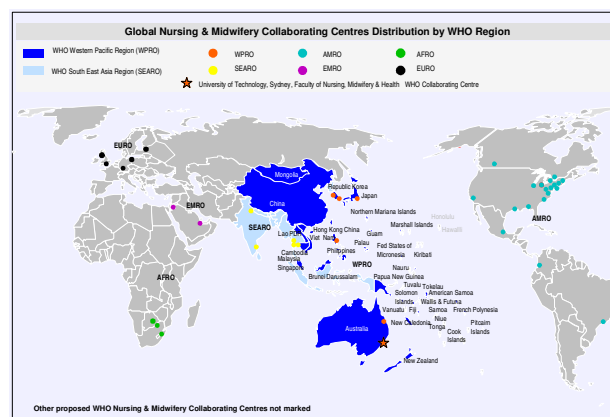 Global Nursing & Midwifery Collaborating Centres Distribution by WHO Region
WHO Western Pacific Region (WPRO)
WPRO
AMRO
AFRO
WHO South East Asia Region (SEARO)
SEARO
EMRO
EURO
University of Technology, Sydney, Faculty of Nursing, Midwifery & Health WHO Collaborating Centre
EURO
Mongolia
Republic Korea
Japan
China
EMRO
Northern Mariana Islands
Honolulu
Hawaii
AMRO
SEARO
Lao PDR
Hong Kong China
Viet Nam
Marshall Islands
Guam
Philippines
Palau
Fed States of
Micronesia
Kiribati
Cambodia
Malaysia
Singapore
WPRO
AFRO
Brunei Darussalam
Nauru
Papua New Guinea
Tuvalu
Tokelau
Solomon
Islands
American Samoa
Wallis & Futuna
Vanuatu
Fiji
Samoa
French Polynesia
Australia
New Caledonia
Niue
Tonga
Cook
Islands
Pitcairn
Islands
New Zealand
Other proposed WHO Nursing & Midwifery Collaborating Centres not marked